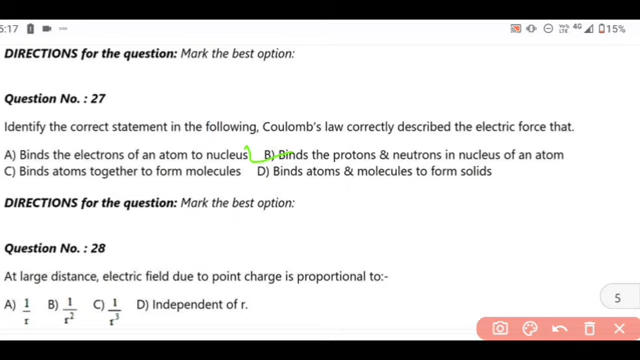 5:17 Vo)) LTE 4G 15%
DIRECTIONS for the question: Mark the best option:
Question No. : 27
Identify the correct statement in the following, Coulomb's law correctly described the electric force that.
A) Binds the electrons of an atom to nucleus B) Binds the protons & neutrons in nucleus of an atom
C) Binds atoms together to form molecules D) Binds atoms & molecules to form solids
DIRECTIONS for the question: Mark the best option:
Question No. : 28
At large distance, electric field due to point charge is proportional to:-
A) 1/r B) 1/r² C) 1/r³ D) Independent of r.
5